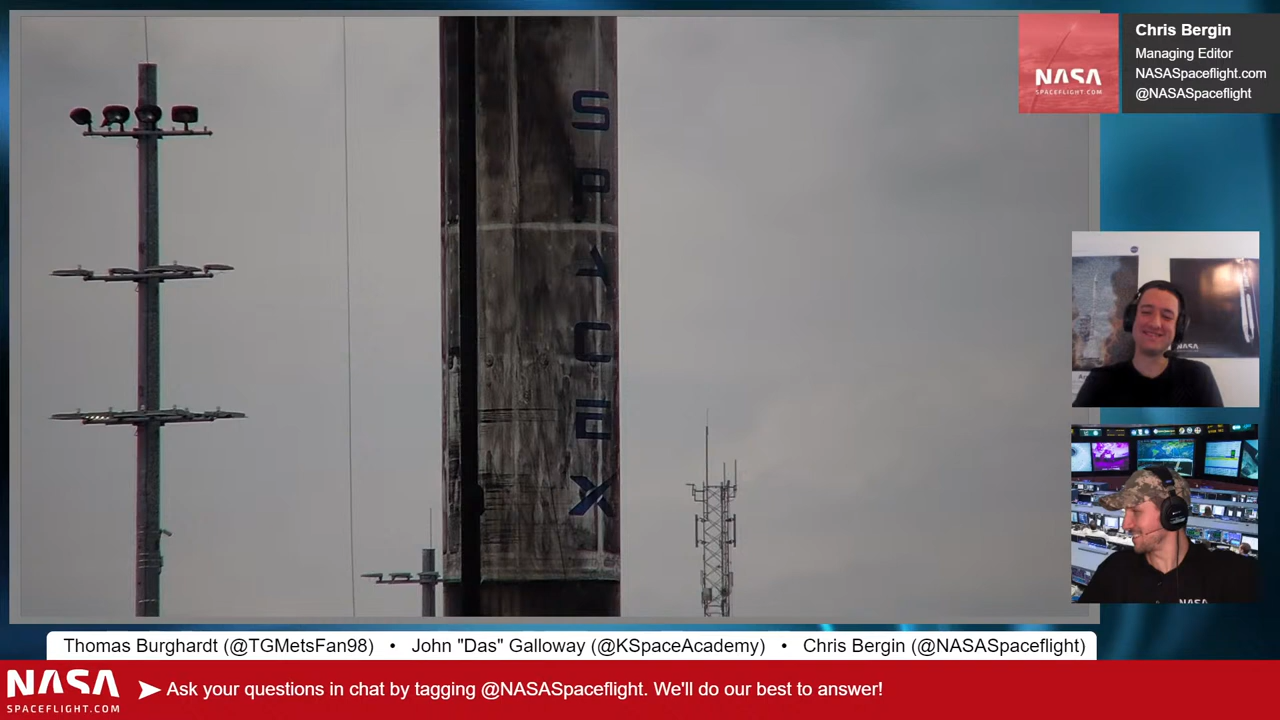 Chris Bergin
Managing Editor
NASASpaceflight.com
@NASASpaceflight
NASA
SPACEFLIGHT.COM
SPACEX
NASA
NASA
Thomas Burghardt (@TGMetsFan98) • John "Das" Galloway (@KSpaceAcademy) • Chris Bergin (@NASASpaceflight)
NASA
SPACEFLIGHT.COM
Ask your questions in chat by tagging @NASASpaceflight. We'll do our best to answer!